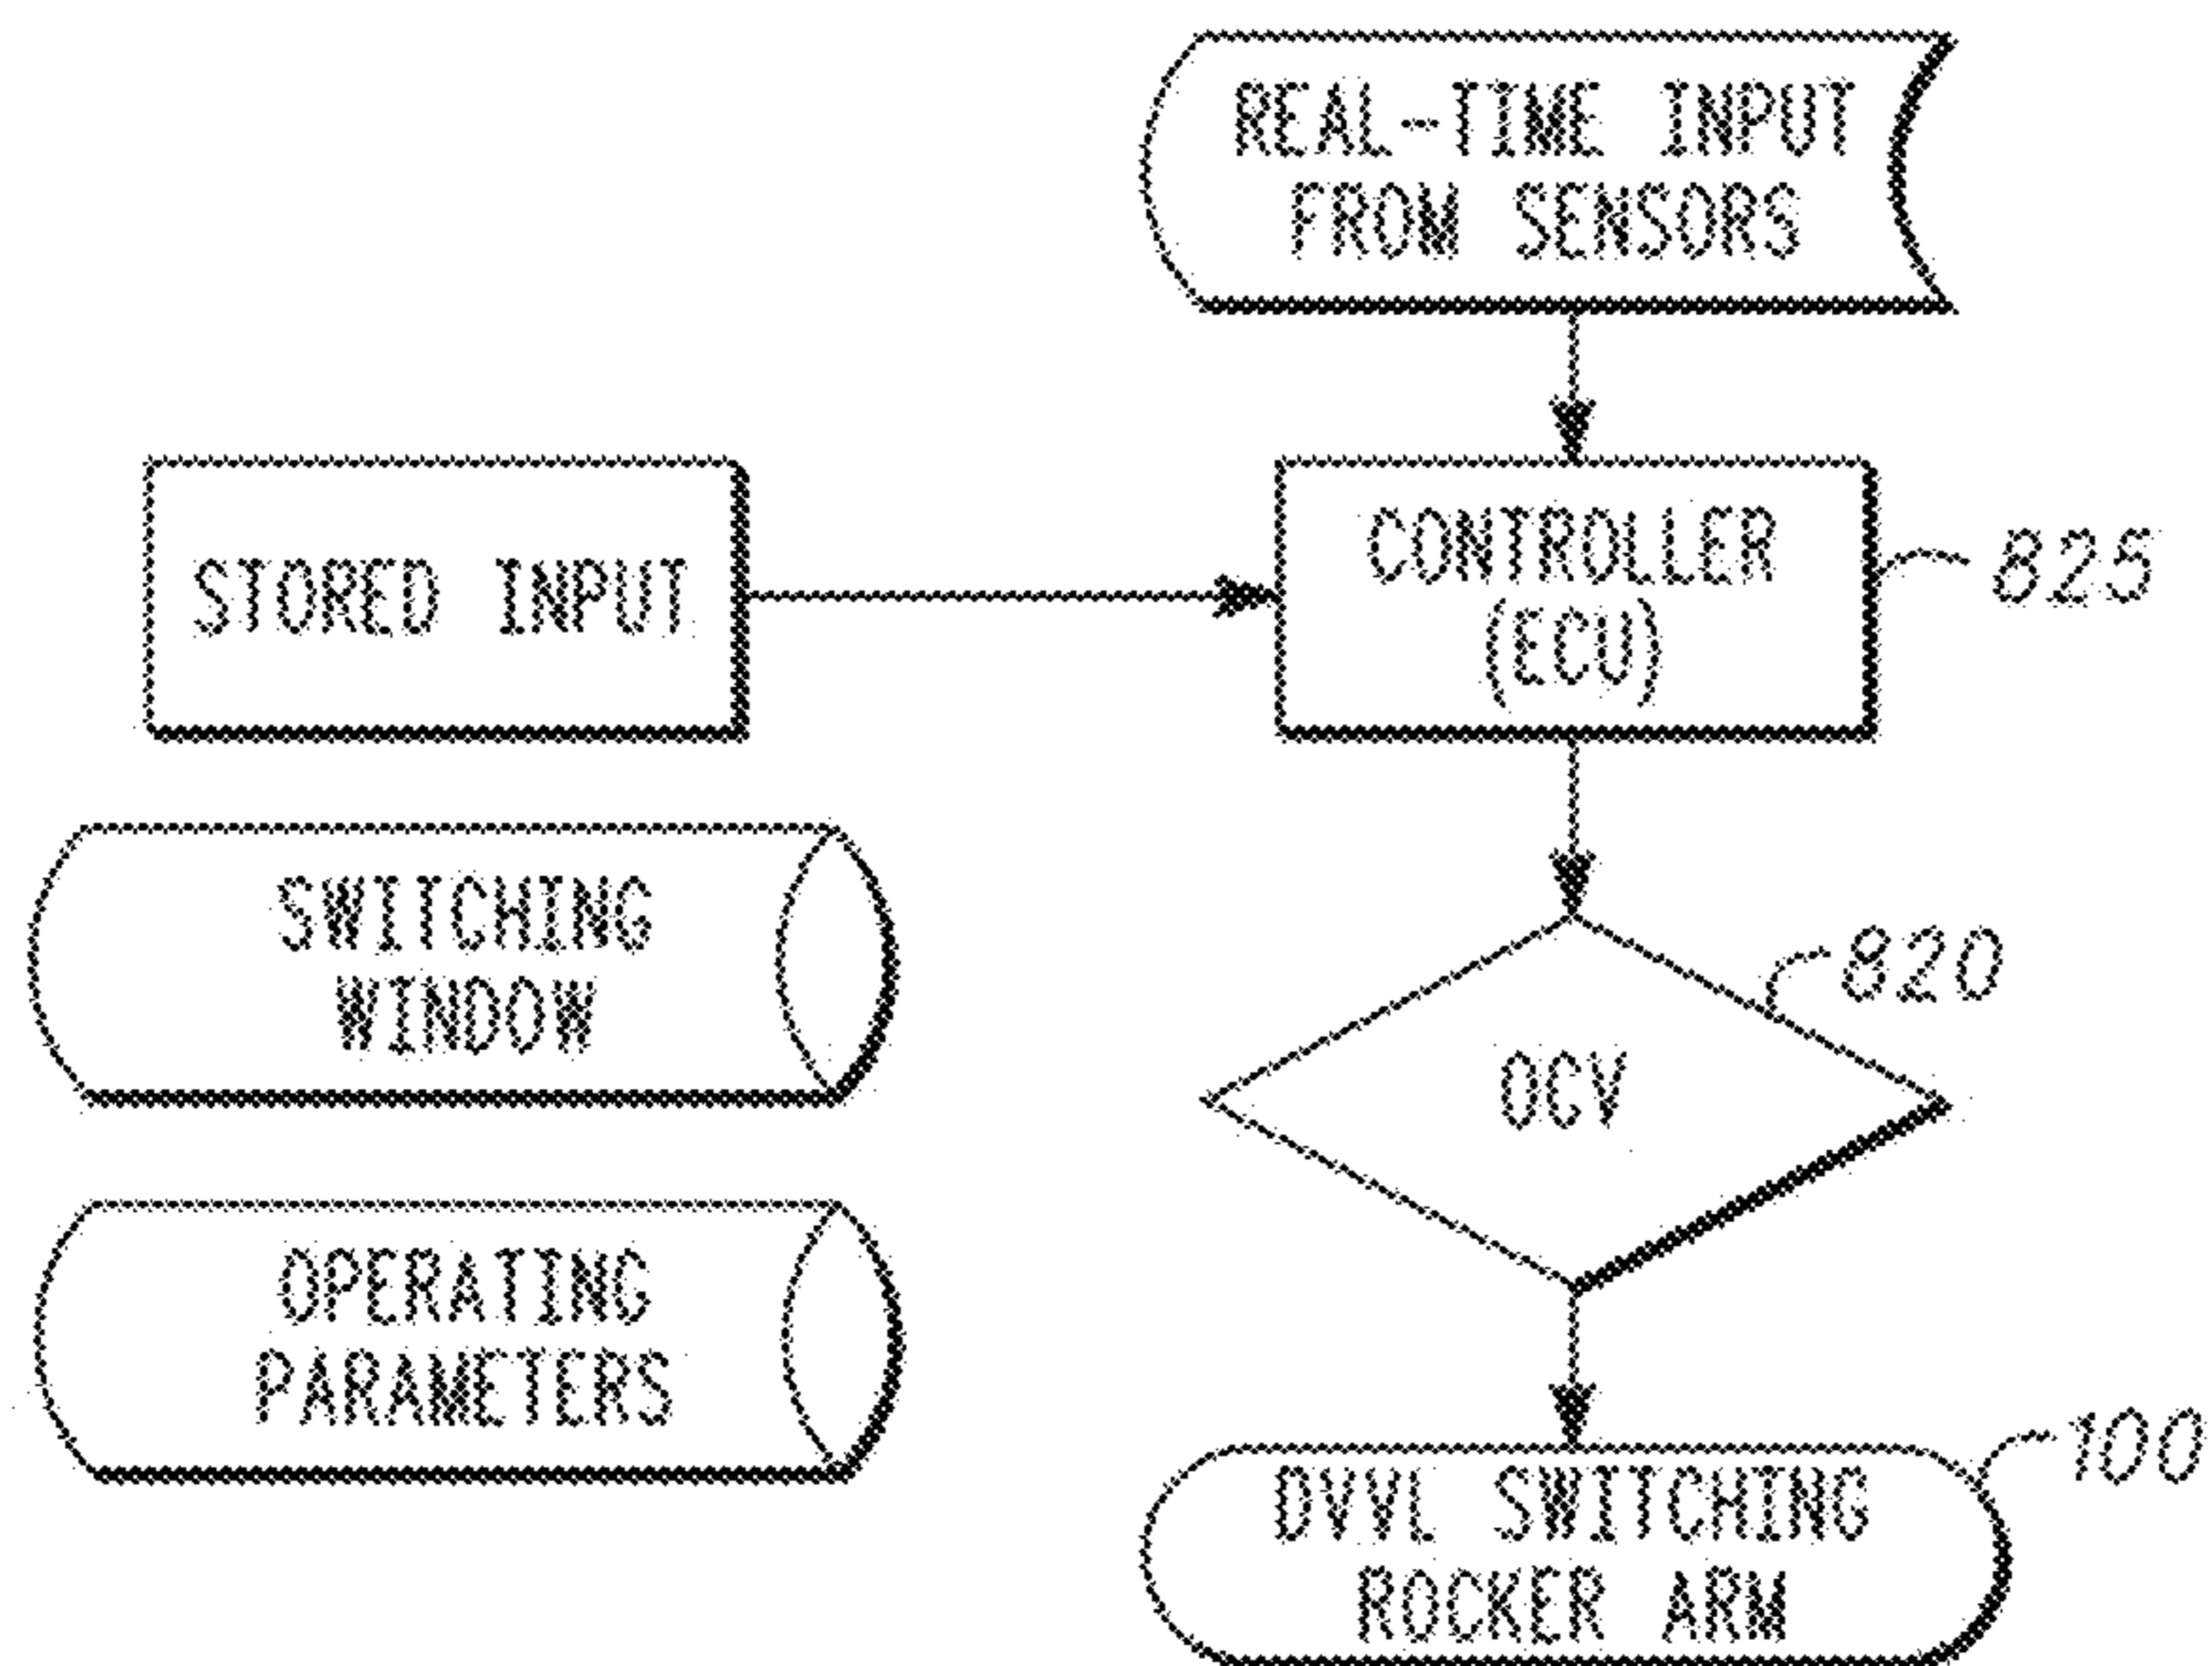 REAL-TIME INPUT
FROM SENSORS
STORED INPUT
CONTROLLER
(ECU)
825
SWITCHING
WINDOW
820
OCV
OPERATING
PARAMETERS
100
DVVL SWITCHING
ROCKER ARM